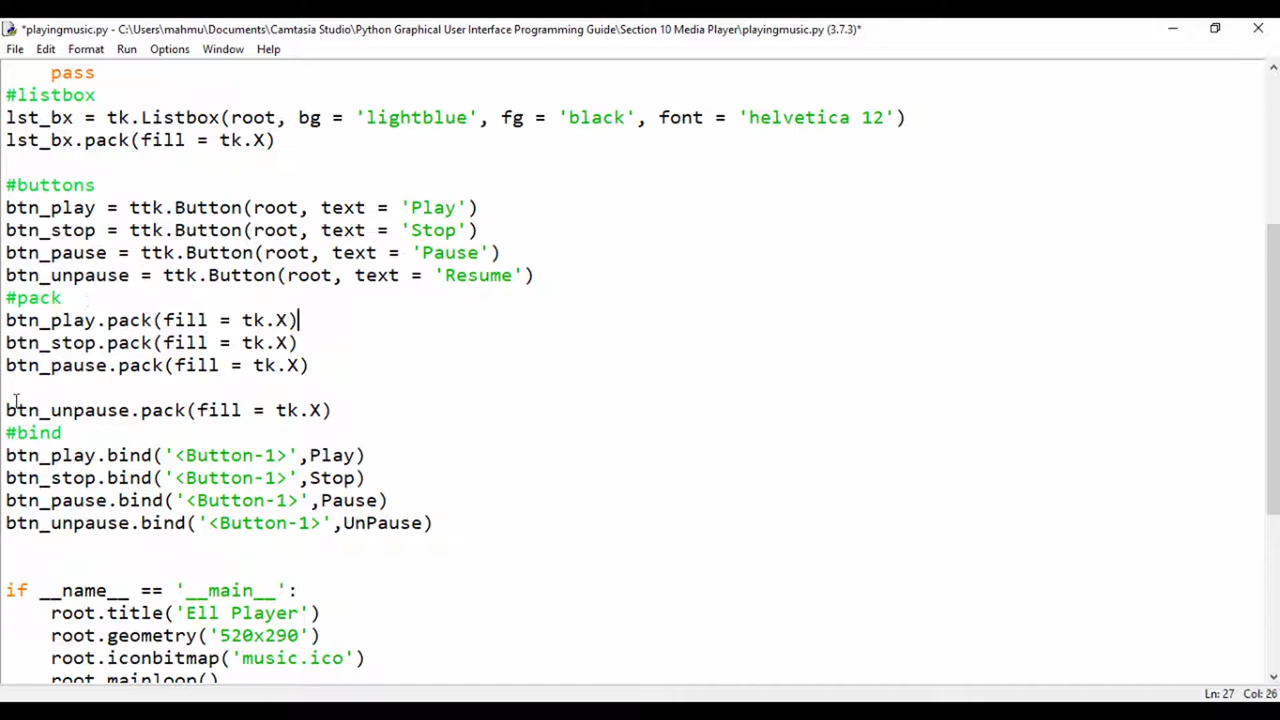 *playingmusic.py - C:\Users\mahmu\Documents\Camtasia Studio\Python Graphical User Interface Programming Guide\Section 10 Media Player\playingmusic.py (3.7.3)*
File Edit Format Run Options Window Help
    pass
#listbox
lst_bx = tk.Listbox(root, bg = 'lightblue', fg = 'black', font = 'helvetica 12')
lst_bx.pack(fill = tk.X)
#buttons
btn_play = ttk.Button(root, text = 'Play')
btn_stop = ttk.Button(root, text = 'Stop')
btn_pause = ttk.Button(root, text = 'Pause')
btn_unpause = ttk.Button(root, text = 'Resume')
#pack
btn_play.pack(fill = tk.X)
btn_stop.pack(fill = tk.X)
btn_pause.pack(fill = tk.X)
btn_unpause.pack(fill = tk.X)
#bind
btn_play.bind('<Button-1>',Play)
btn_stop.bind('<Button-1>',Stop)
btn_pause.bind('<Button-1>',Pause)
btn_unpause.bind('<Button-1>',UnPause)
if __name__ == '__main__':
    root.title('Ell Player')
    root.geometry('520x290')
    root.iconbitmap('music.ico')
    root.mainloop()
Ln: 27 Col: 26